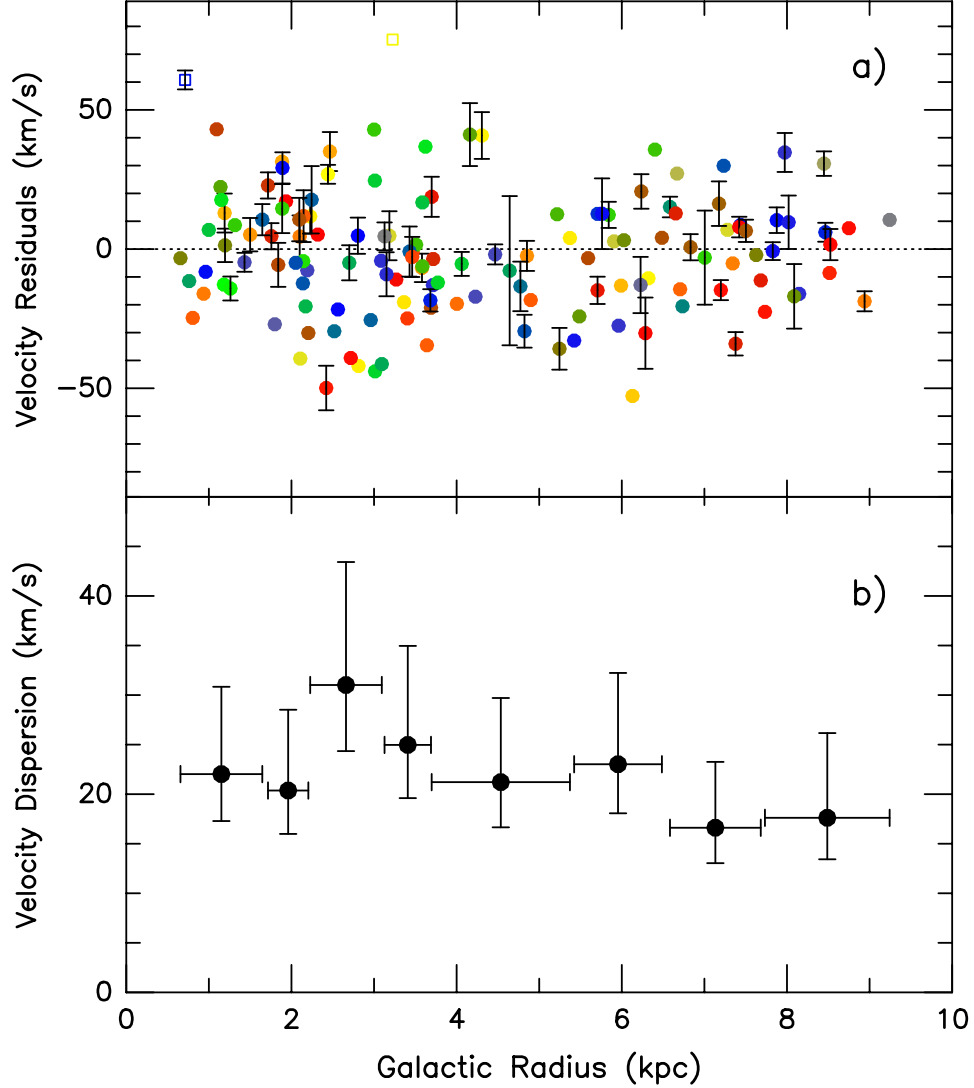 a)
50
0
−50
Velocity Residuals (km/s)
b)
40
20
0
Velocity Dispersion (km/s)
0 2 4 6 8 10
Galactic Radius (kpc)